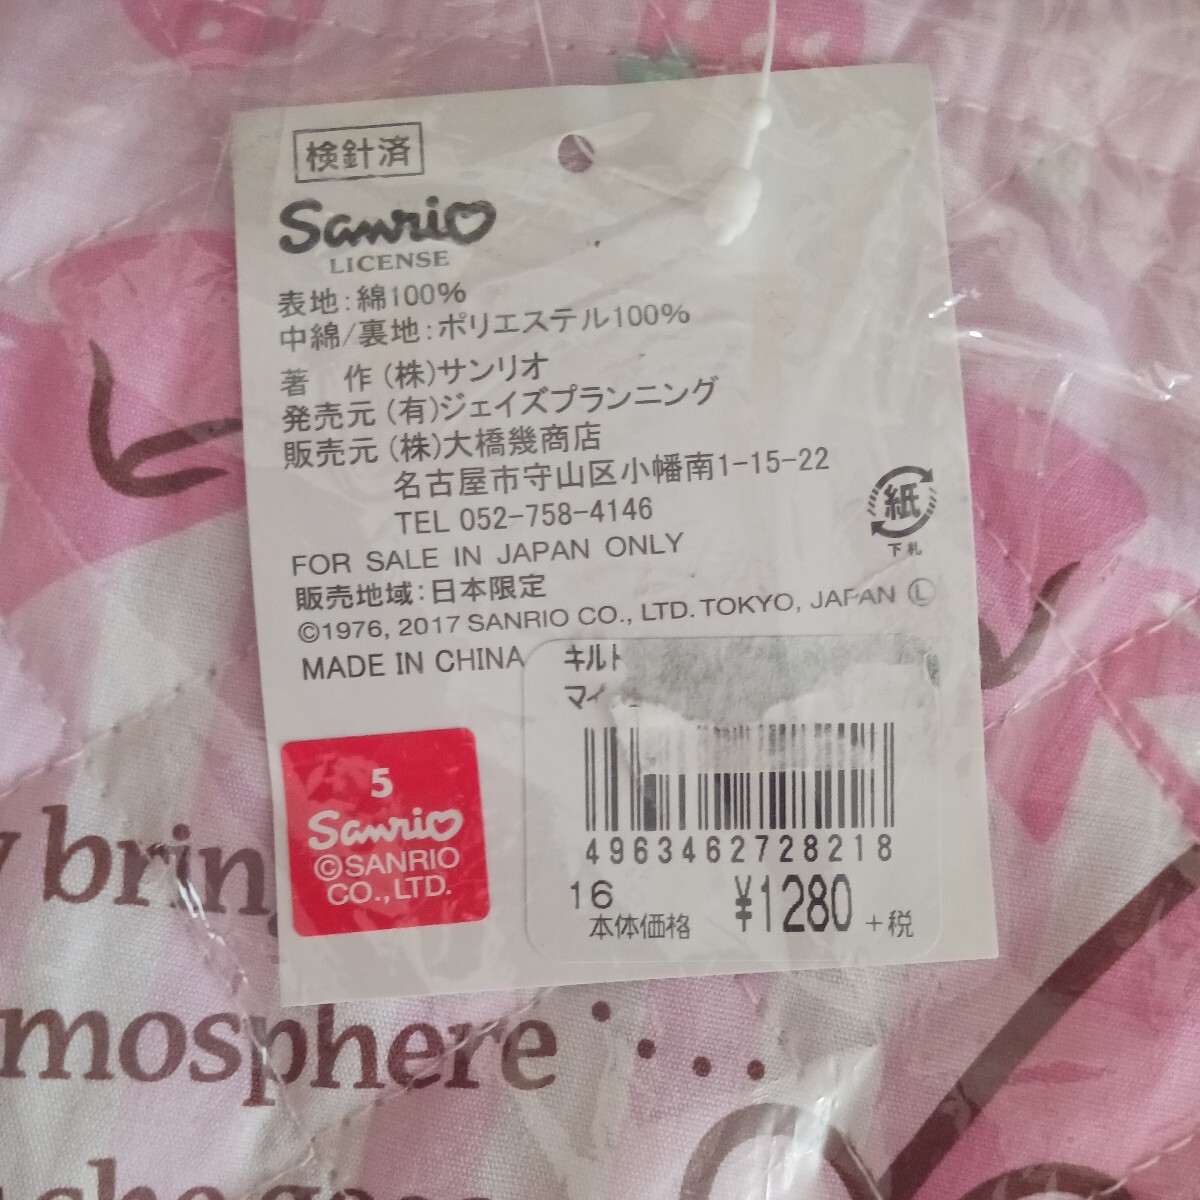 検針済
Sanrio
LICENSE
表地:綿100%
中綿/裏地:ポリエステル100%
著 作 (株)サンリオ
発売元 (有)ジェイズプランニング
販売元 (株)大橋幾商店
名古屋市守山区小幡南1-15-22
TEL 052-758-4146
紙
下札
FOR SALE IN JAPAN ONLY
販売地域:日本限定
©1976, 2017 SANRIO CO., LTD. TOKYO, JAPAN Ⓛ
MADE IN CHINA
キルト
マイ
5
Sanrio
©SANRIO
CO., LTD.
4963462728218
16
本体価格 ¥1280 +税
mosphere ...
she goes